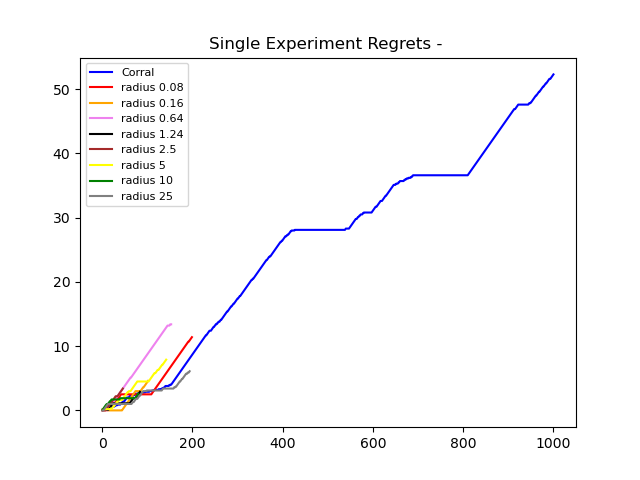 Single Experiment Regrets -
Corral
radius 0.08
radius 0.16
radius 0.64
radius 1.24
radius 2.5
radius 5
radius 10
radius 25
50
40
30
20
10
0
0 200 400 600 800 1000